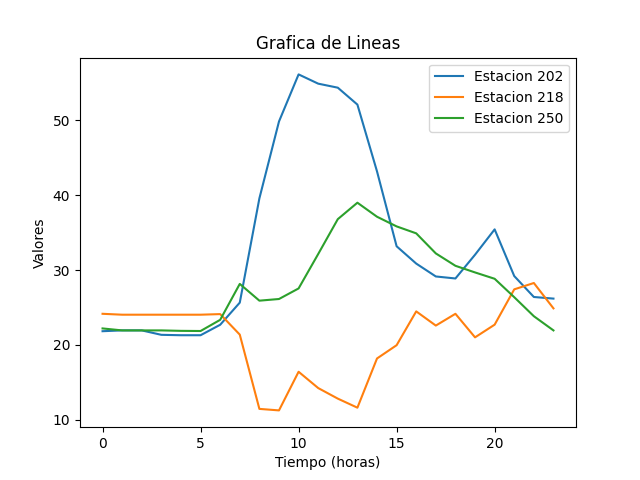 Grafica de Lineas
Estacion 202
Estacion 218
Estacion 250
Valores
50
40
30
20
10
0 5 10 15 20
Tiempo (horas)